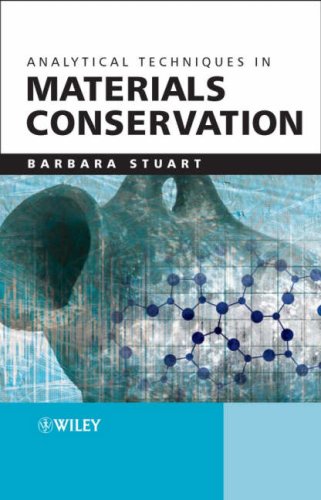 ANALYTICAL TECHNIQUES IN
MATERIALS
CONSERVATION
BARBARA STUART
WILEY